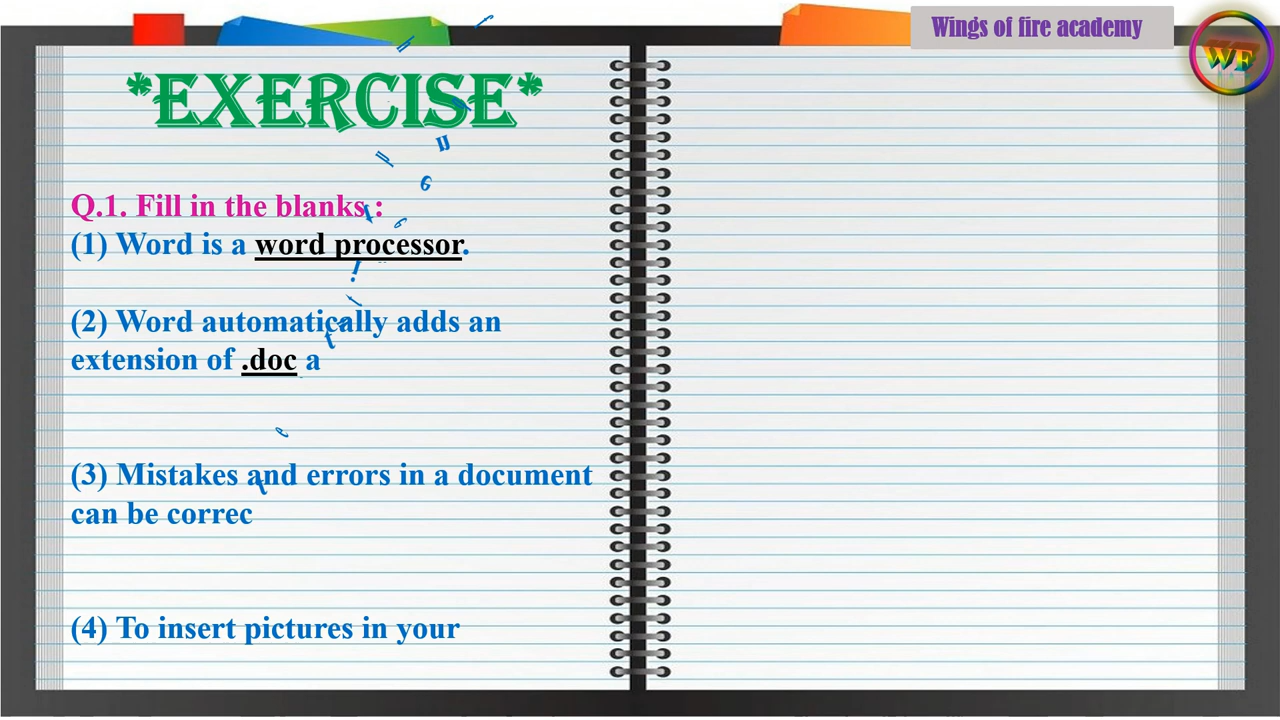 Wings of fire academy
WF
*EXERCISE*
Q.1. Fill in the blanks :
(1) Word is a word processor.
(2) Word automatically adds an
extension of .doc a
(3) Mistakes and errors in a document
can be correc
(4) To insert pictures in your